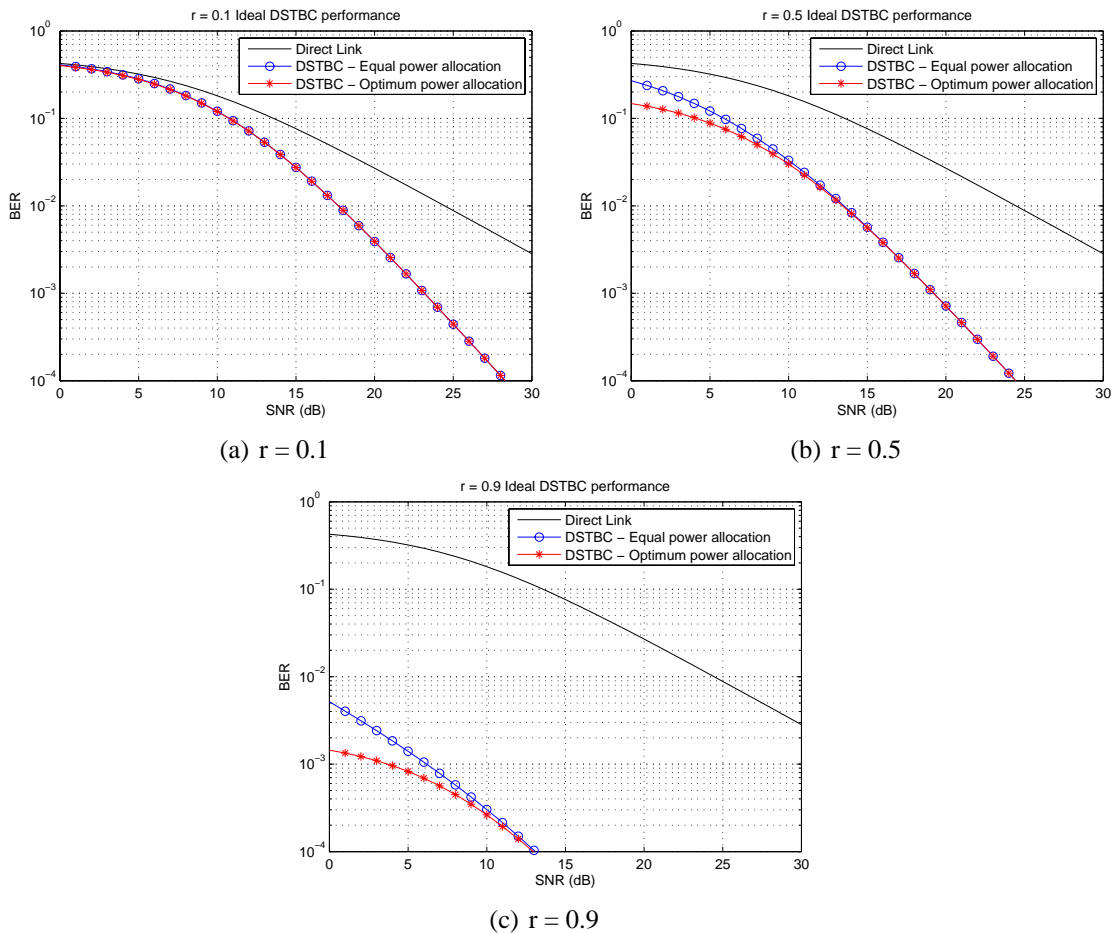 r = 0.1 Ideal DSTBC performance
10^0
10^-1
10^-2
10^-3
10^-4
BER
Direct Link
DSTBC − Equal power allocation
DSTBC − Optimum power allocation
0 5 10 15 20 25 30
SNR (dB)
(a) r = 0.1
r = 0.5 Ideal DSTBC performance
10^0
10^-1
10^-2
10^-3
10^-4
BER
Direct Link
DSTBC − Equal power allocation
DSTBC − Optimum power allocation
0 5 10 15 20 25 30
SNR (dB)
(b) r = 0.5
r = 0.9 Ideal DSTBC performance
10^0
10^-1
10^-2
10^-3
10^-4
BER
Direct Link
DSTBC − Equal power allocation
DSTBC − Optimum power allocation
0 5 10 15 20 25 30
SNR (dB)
(c) r = 0.9